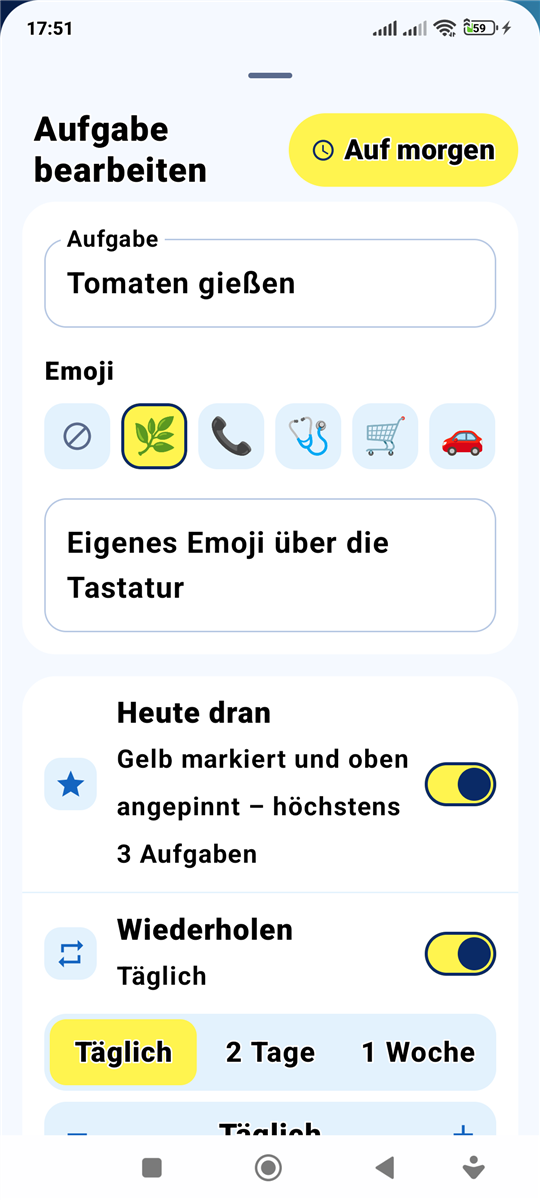 17:51
59
Aufgabe
bearbeiten
Auf morgen
Aufgabe
Tomaten gießen
Emoji
Eigenes Emoji über die
Tastatur
Heute dran
Gelb markiert und oben
angepinnt – höchstens
3 Aufgaben
Wiederholen
Täglich
Täglich 2 Tage 1 Woche
– Täglich +